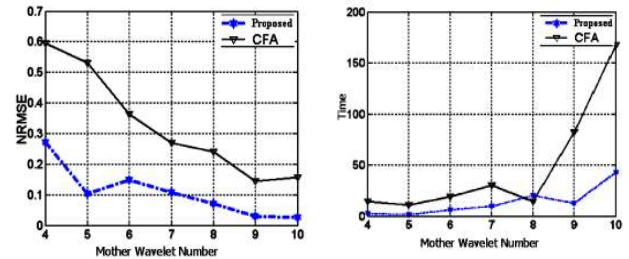 0.7
0.6
0.5
0.4
0.3
0.2
0.1
0
NRMSE
4 5 6 7 8 9 10
Mother Wavelet Number
Proposed
CFA
200
150
100
50
0
Time
4 5 6 7 8 9 10
Mother Wavelet Number
Proposed
CFA